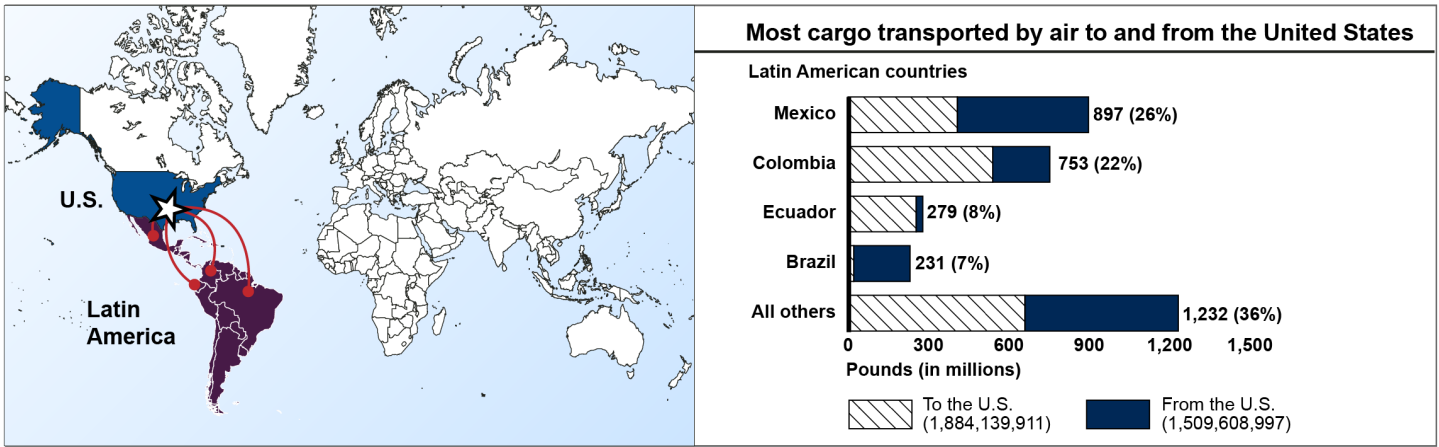 U.S.
Latin
America
Most cargo transported by air to and from the United States
Latin American countries
Mexico
897 (26%)
Colombia
753 (22%)
Ecuador
279 (8%)
Brazil
231 (7%)
All others
1,232 (36%)
0 300 600 900 1,200 1,500
Pounds (in millions)
To the U.S.
(1,884,139,911)
From the U.S.
(1,509,608,997)